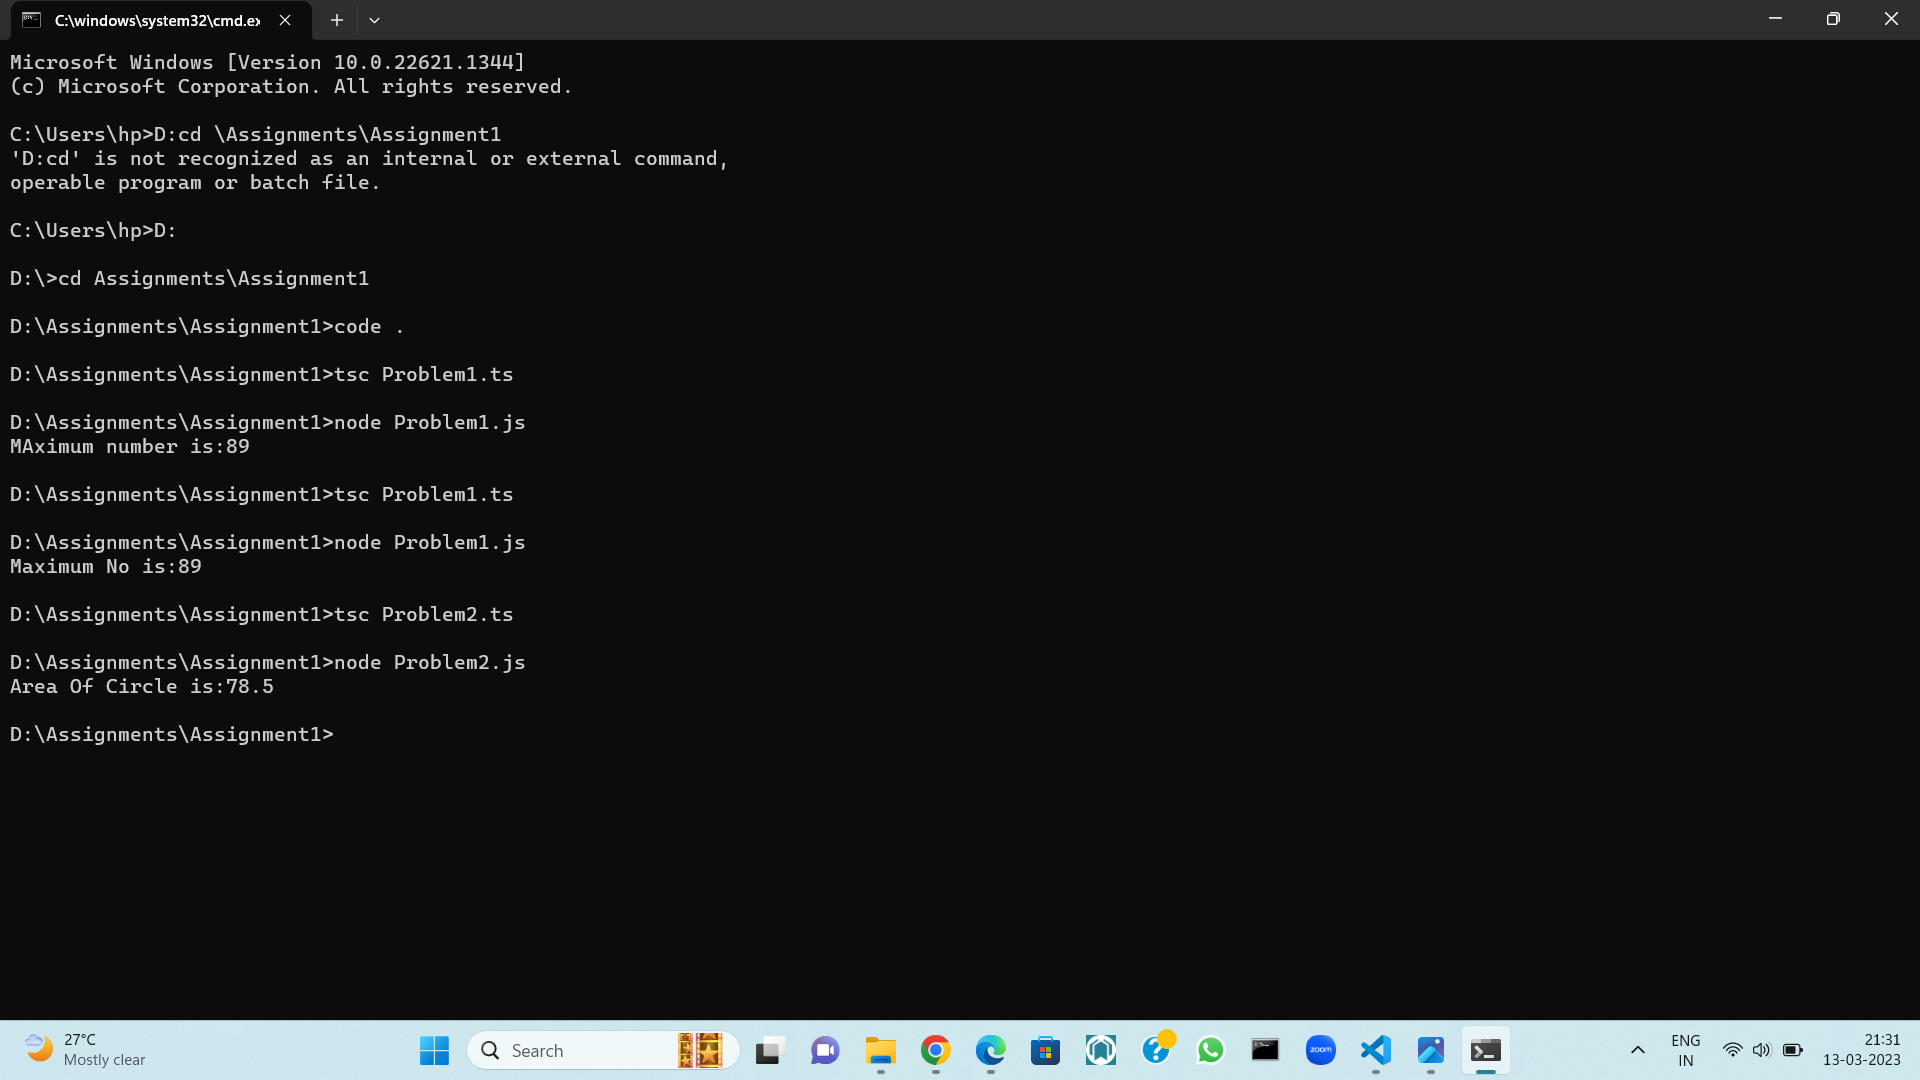 C:\windows\system32\cmd.ex
Microsoft Windows [Version 10.0.22621.1344]
(c) Microsoft Corporation. All rights reserved.
C:\Users\hp>D:cd \Assignments\Assignment1
'D:cd' is not recognized as an internal or external command,
operable program or batch file.
C:\Users\hp>D:
D:\>cd Assignments\Assignment1
D:\Assignments\Assignment1>code .
D:\Assignments\Assignment1>tsc Problem1.ts
D:\Assignments\Assignment1>node Problem1.js
MAximum number is:89
D:\Assignments\Assignment1>tsc Problem1.ts
D:\Assignments\Assignment1>node Problem1.js
Maximum No is:89
D:\Assignments\Assignment1>tsc Problem2.ts
D:\Assignments\Assignment1>node Problem2.js
Area Of Circle is:78.5
D:\Assignments\Assignment1>
27°C
Mostly clear
Search
zoom
ENG
IN
21:31
13-03-2023